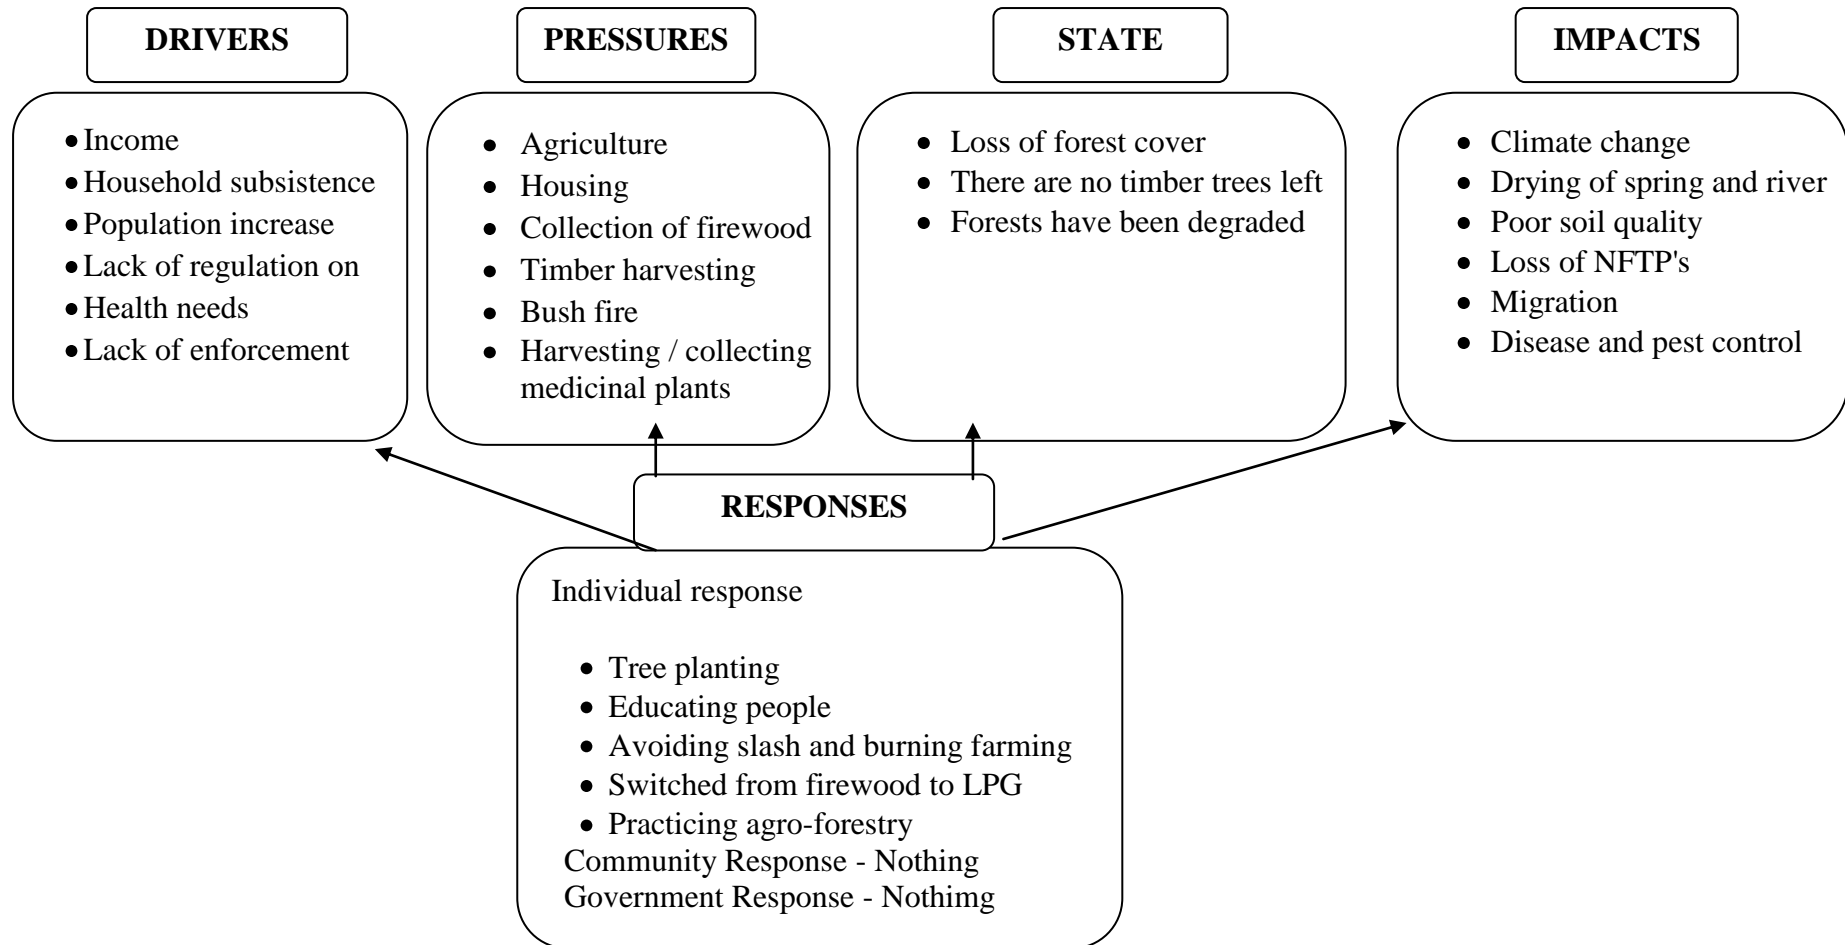 DRIVERS
Income
Household subsistence
Population increase
Lack of regulation on
Health needs
Lack of enforcement
PRESSURES
Agriculture
Housing
Collection of firewood
Timber harvesting
Bush fire
Harvesting / collecting
medicinal plants
STATE
Loss of forest cover
There are no timber trees left
Forests have been degraded
IMPACTS
Climate change
Drying of spring and river
Poor soil quality
Loss of NFTP's
Migration
Disease and pest control
RESPONSES
Individual response
Tree planting
Educating people
Avoiding slash and burning farming
Switched from firewood to LPG
Practicing agro-forestry
Community Response - Nothing
Government Response - Nothimg